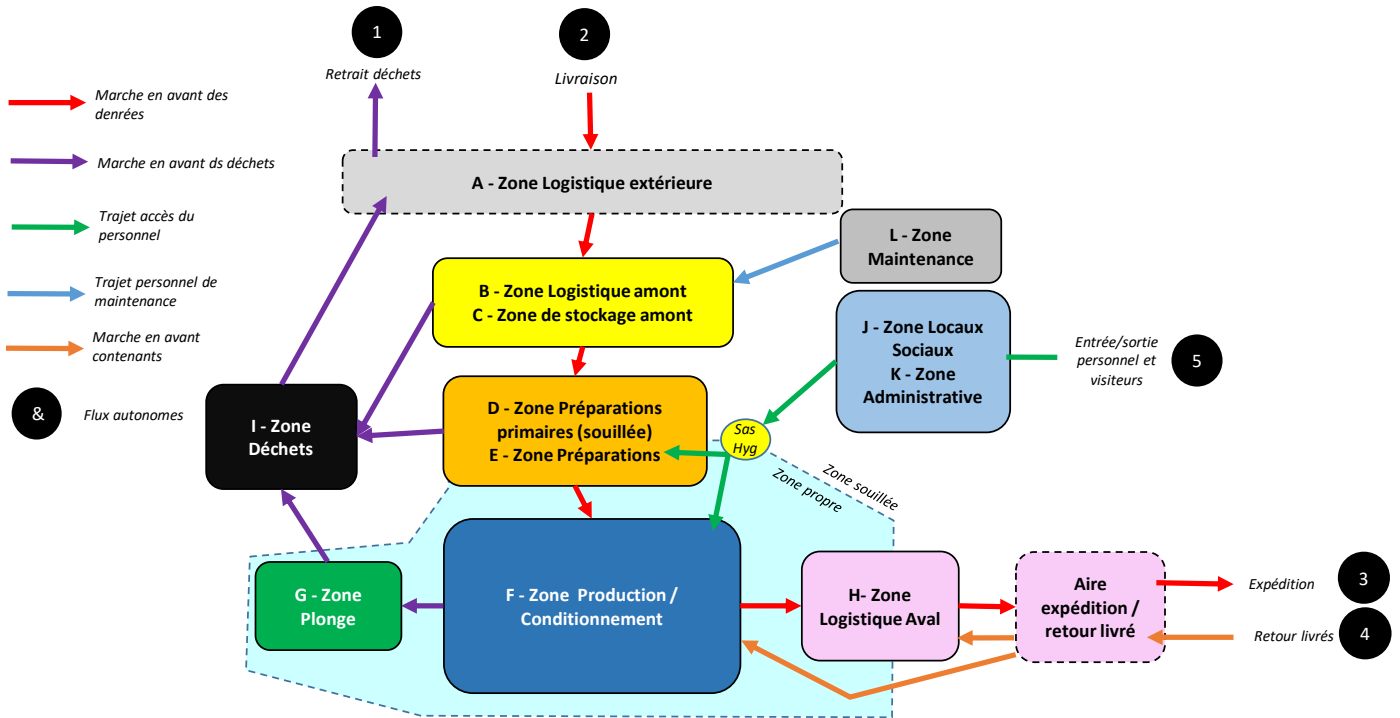 1
2
Retrait déchets
Livraison
Marche en avant des
denrées
Marche en avant ds déchets
Trajet accès du
personnel
Trajet personnel de
maintenance
Marche en avant
contenants
&
Flux autonomes
A - Zone Logistique extérieure
L - Zone
Maintenance
B - Zone Logistique amont
C - Zone de stockage amont
J - Zone Locaux
Sociaux
K - Zone
Administrative
Entrée/sortie
personnel et
visiteurs
5
D - Zone Préparations
primaires (souillée)
E - Zone Préparations
I - Zone
Déchets
Sas
Hyg
Zone souillée
Zone propre
G - Zone
Plonge
F - Zone Production /
Conditionnement
H- Zone
Logistique Aval
Aire
expédition /
retour livré
Expédition
3
Retour livrés
4